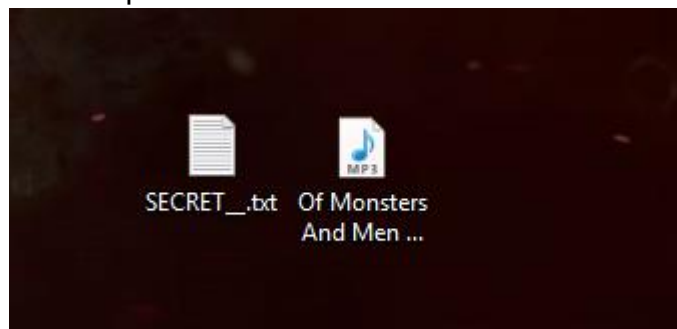 MP3
SECRET__.txt
Of Monsters
And Men ...